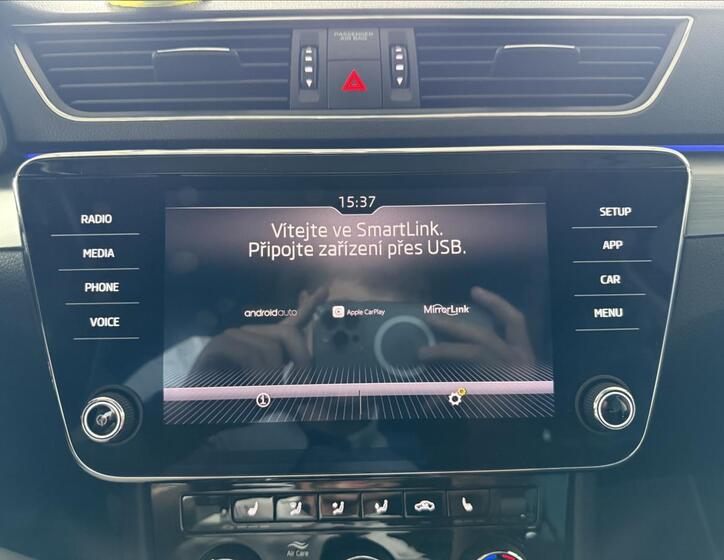 PASSENGER
AIR BAG
15:37
RADIO
MEDIA
PHONE
VOICE
Vítejte ve SmartLink.
Připojte zařízení přes USB.
androidauto
Apple CarPlay
MirrorLink
SETUP
APP
CAR
MENU
Air Care